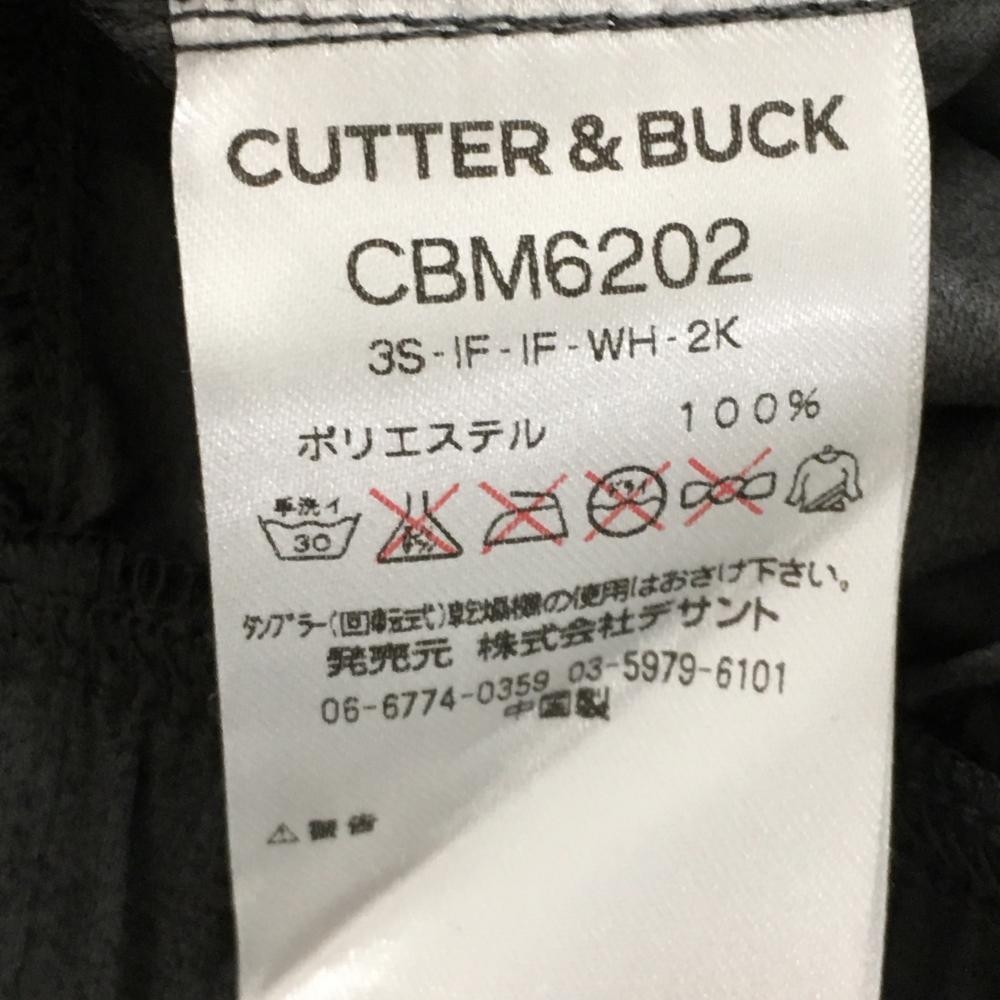 CUTTER & BUCK
CBM6202
3S-IF-IF-WH-2K
ポリエステル 100%
手洗イ
30
ドライ
タンブラー(回転式)乾燥機の使用はおさけ下さい。
発売元 株式会社デサント
06-6774-0359 03-5979-6101
中国製
⚠警告